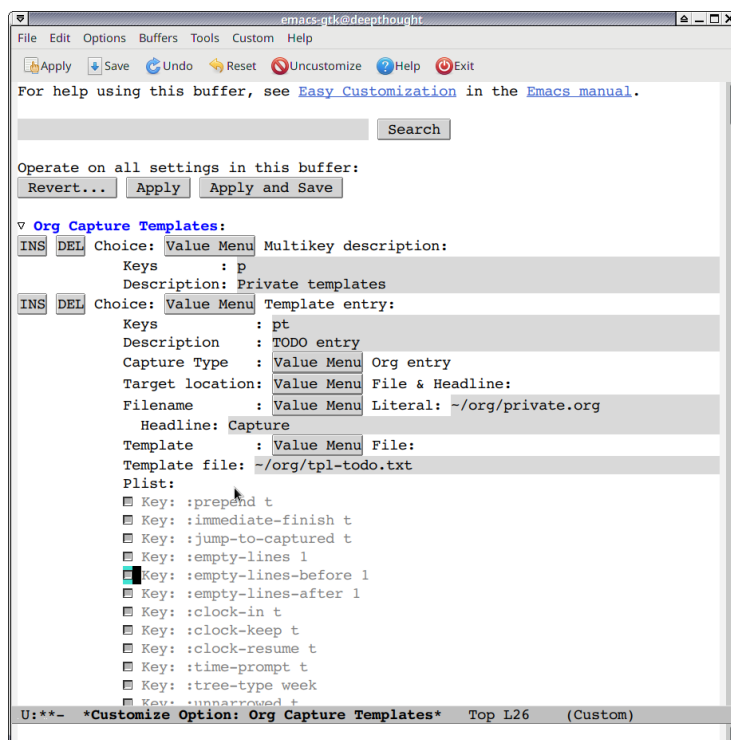 emacs-gtk@deepthought
File Edit Options Buffers Tools Custom Help
Apply Save Undo Reset Uncustomize Help Exit
For help using this buffer, see Easy Customization in the Emacs manual.
Search
Operate on all settings in this buffer:
Revert... Apply Apply and Save
Org Capture Templates:
INS DEL Choice: Value Menu Multikey description:
Keys : p
Description: Private templates
INS DEL Choice: Value Menu Template entry:
Keys : pt
Description : TODO entry
Capture Type : Value Menu Org entry
Target location: Value Menu File & Headline:
Filename : Value Menu Literal: ~/org/private.org
Headline: Capture
Template : Value Menu File:
Template file: ~/org/tpl-todo.txt
Plist:
Key: :prepend t
Key: :immediate-finish t
Key: :jump-to-captured t
Key: :empty-lines 1
Key: :empty-lines-before 1
Key: :empty-lines-after 1
Key: :clock-in t
Key: :clock-keep t
Key: :clock-resume t
Key: :time-prompt t
Key: :tree-type week
Key: :unnarrowed t
U:**- *Customize Option: Org Capture Templates* Top L26 (Custom)